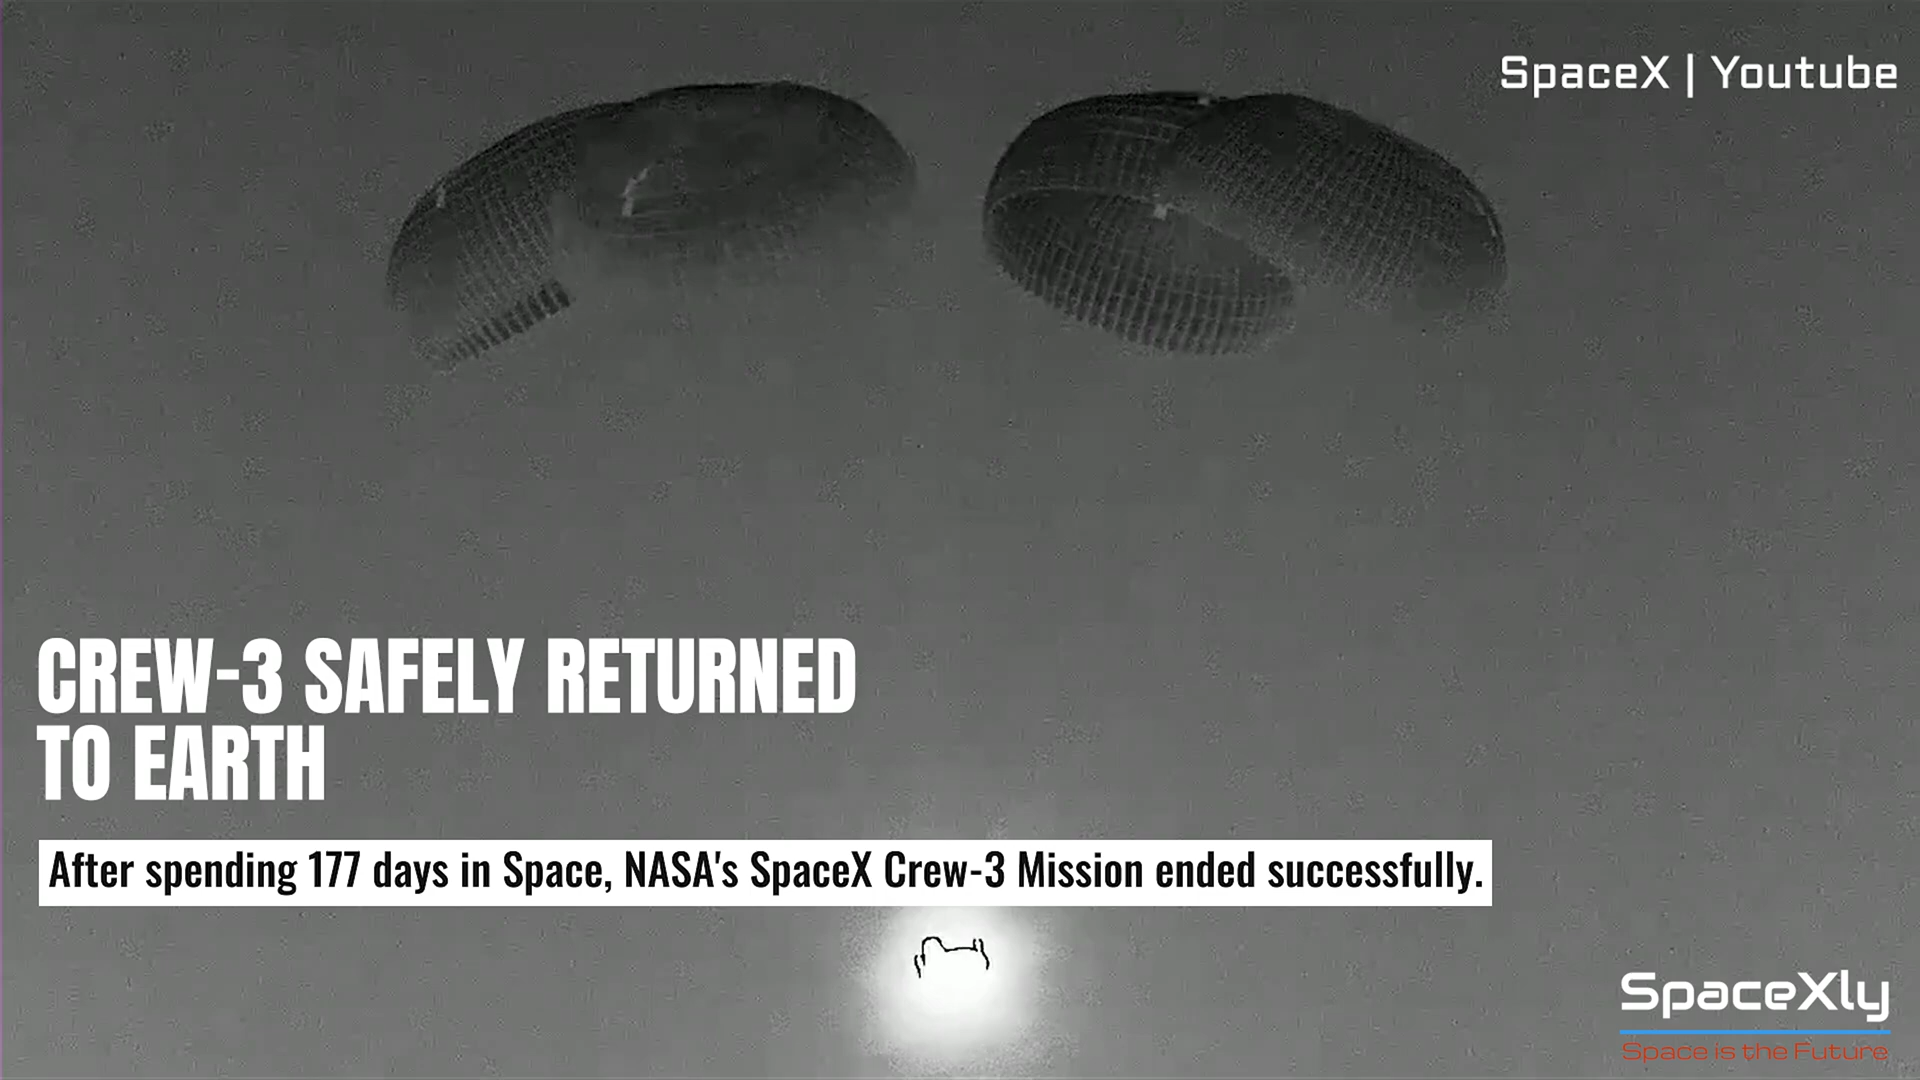 SpaceX | Youtube
CREW-3 SAFELY RETURNED
TO EARTH
After spending 177 days in Space, NASA's SpaceX Crew-3 Mission ended successfully.
SpaceXly
Space is the Future